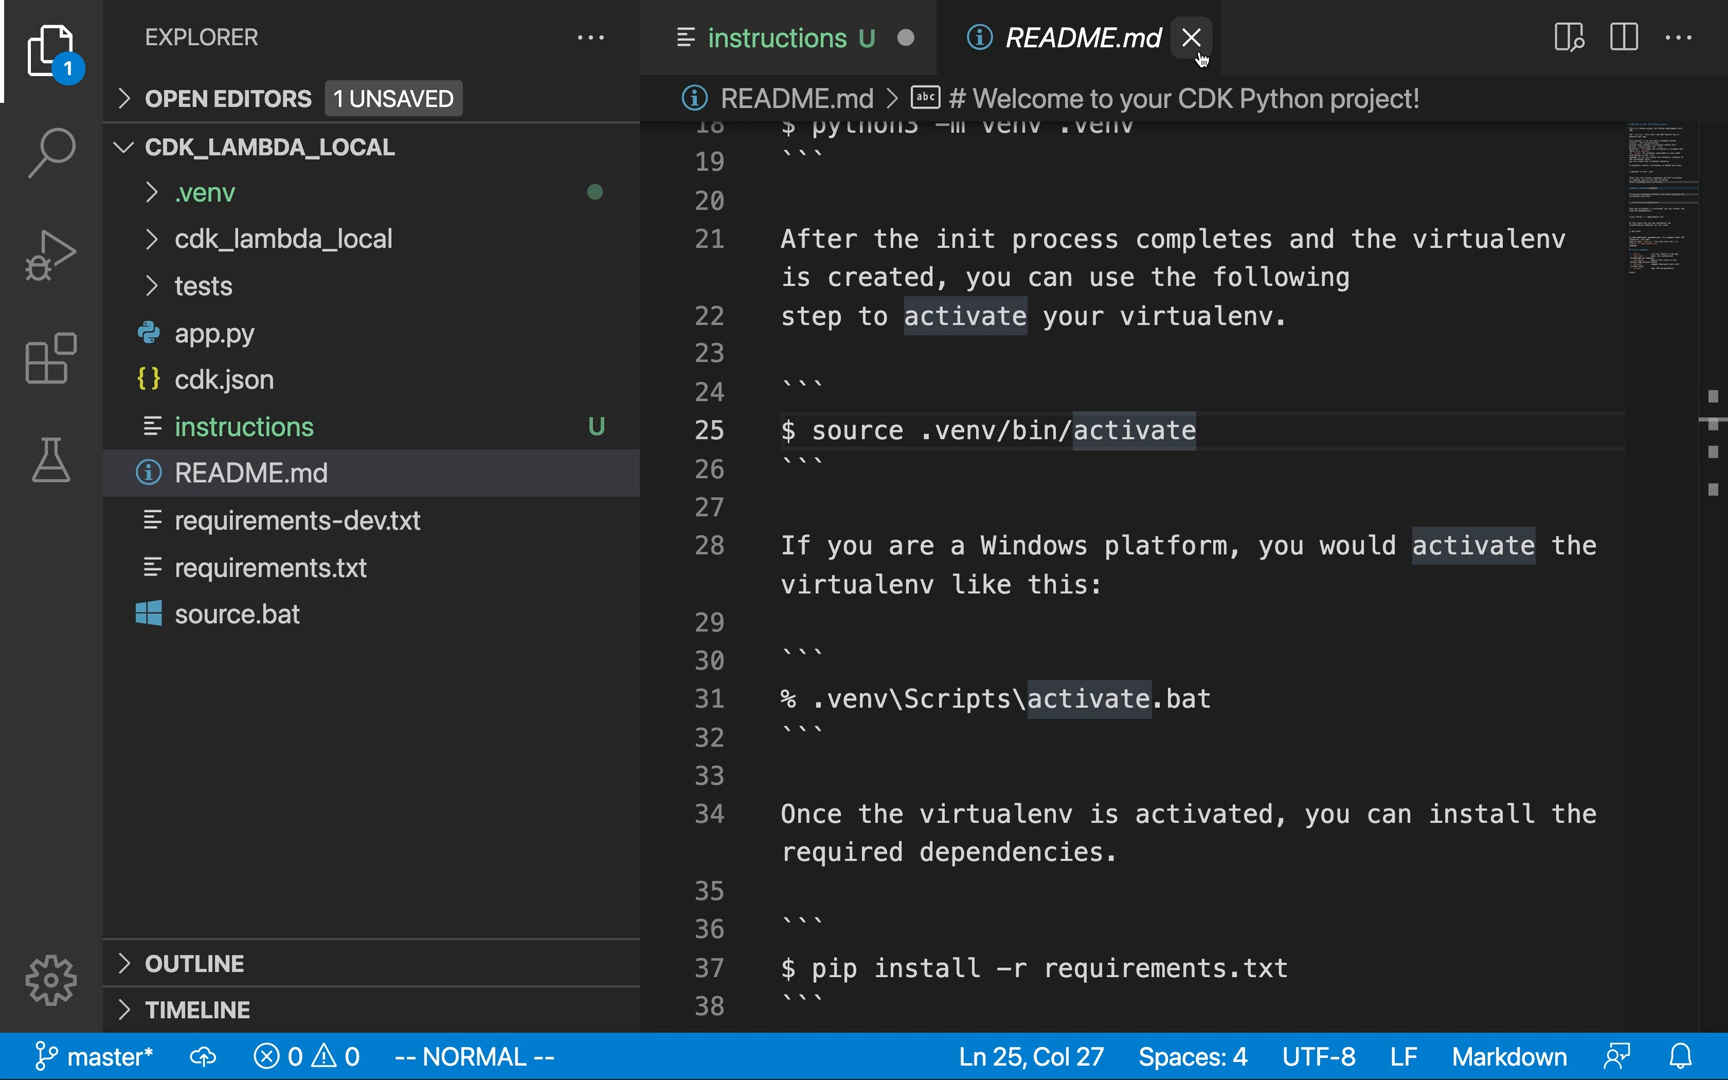 EXPLORER
1
OPEN EDITORS 1 UNSAVED
CDK_LAMBDA_LOCAL
.venv
cdk_lambda_local
tests
app.py
{} cdk.json
instructions U
README.md
requirements-dev.txt
requirements.txt
source.bat
OUTLINE
TIMELINE
instructions U README.md
README.md > abc # Welcome to your CDK Python project!
18 $ python3 -m venv .venv
19 ```
20
21 After the init process completes and the virtualenv
is created, you can use the following
22 step to activate your virtualenv.
23
24 ```
25 $ source .venv/bin/activate
26 ```
27
28 If you are a Windows platform, you would activate the
virtualenv like this:
29
30 ```
31 % .venv\Scripts\activate.bat
32 ```
33
34 Once the virtualenv is activated, you can install the
required dependencies.
35
36 ```
37 $ pip install -r requirements.txt
38 ```
master* 0 0 -- NORMAL -- Ln 25, Col 27 Spaces: 4 UTF-8 LF Markdown